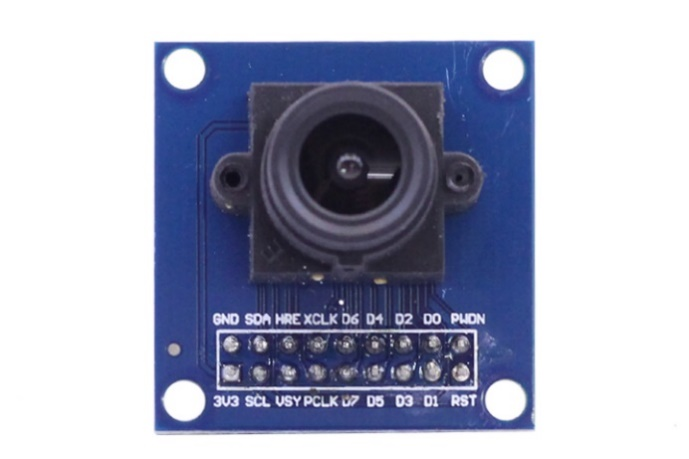 GND SDA HRE XCLK D6 D4 D2 D0 PWDN
3V3 SCL VSY PCLK D7 D5 D3 D1 RST